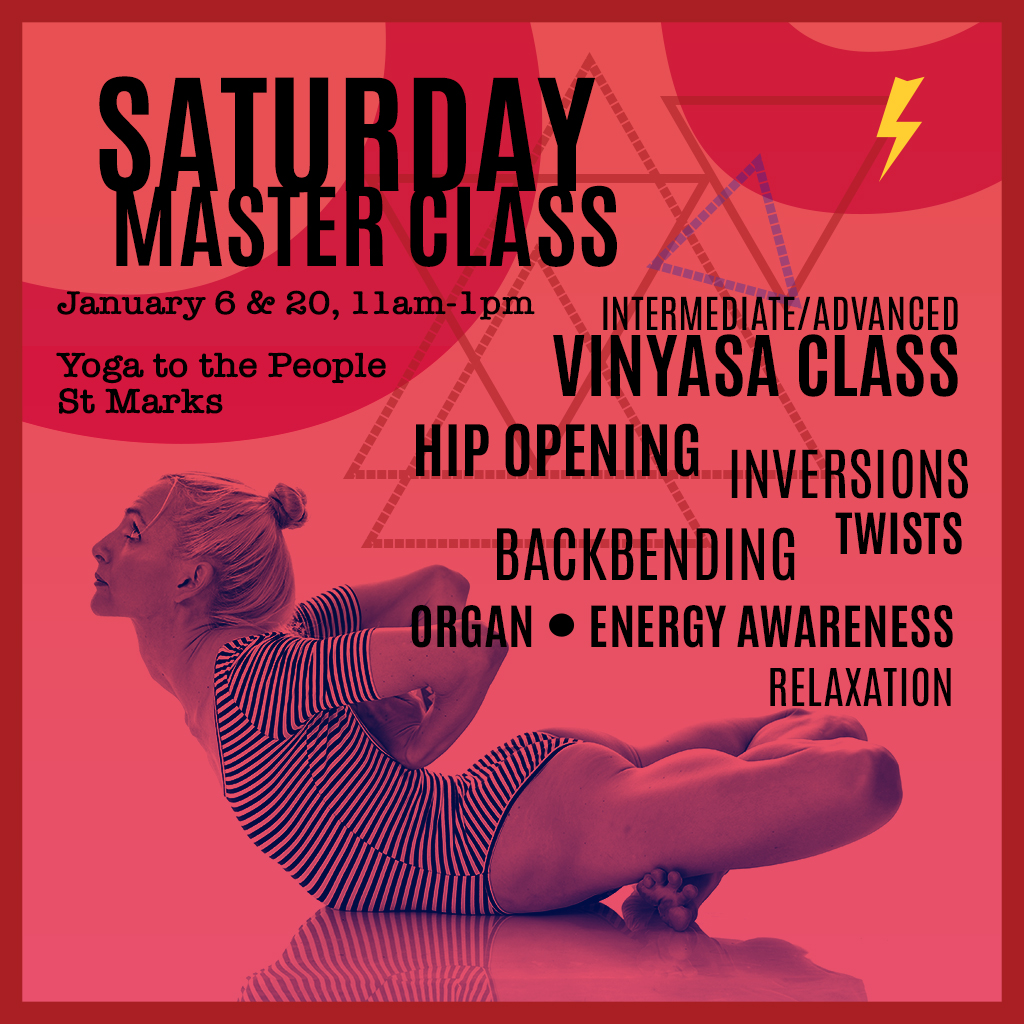 SATURDAY
MASTER CLASS
January 6 & 20, 11am-1pm
Yoga to the People
St Marks
INTERMEDIATE/ADVANCED
VINYASA CLASS
HIP OPENING
INVERSIONS
TWISTS
BACKBENDING
ORGAN • ENERGY AWARENESS
RELAXATION